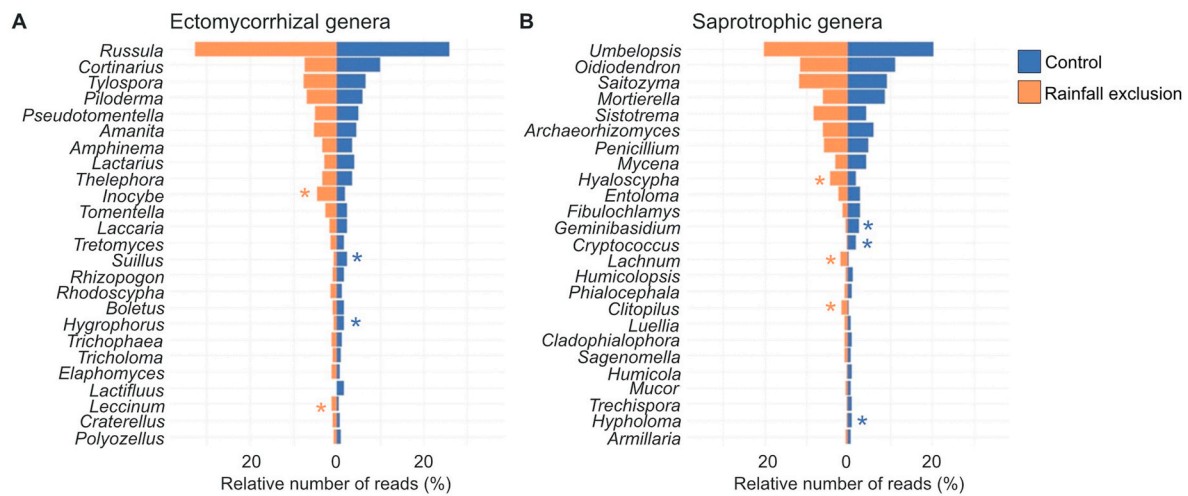 A
Ectomycorrhizal genera
Russula
Cortinarius
Tylospora
Piloderma
Pseudotomentella
Amanita
Amphinema
Lactarius
Thelephora
Inocybe
*
Tomentella
Laccaria
Tretomyces
Suillus
*
Rhizopogon
Rhodoscypha
Boletus
Hygrophorus
*
Trichophaea
Tricholoma
Elaphomyces
Lactifluus
Leccinum
*
Craterellus
Polyozellus
20 0 20
Relative number of reads (%)
B
Saprotrophic genera
Umbelopsis
Oidiodendron
Saitozyma
Mortierella
Sistotrema
Archaeorhizomyces
Penicillium
Mycena
Hyaloscypha
*
Entoloma
Fibulochlamys
Geminibasidium
*
Cryptococcus
*
Lachnum
*
Humicolopsis
Phialocephala
Clitopilus
*
Luellia
Cladophialophora
Sagenomella
Humicola
Mucor
Trechispora
Hypholoma
*
Armillaria
20 0 20
Relative number of reads (%)
Control
Rainfall exclusion